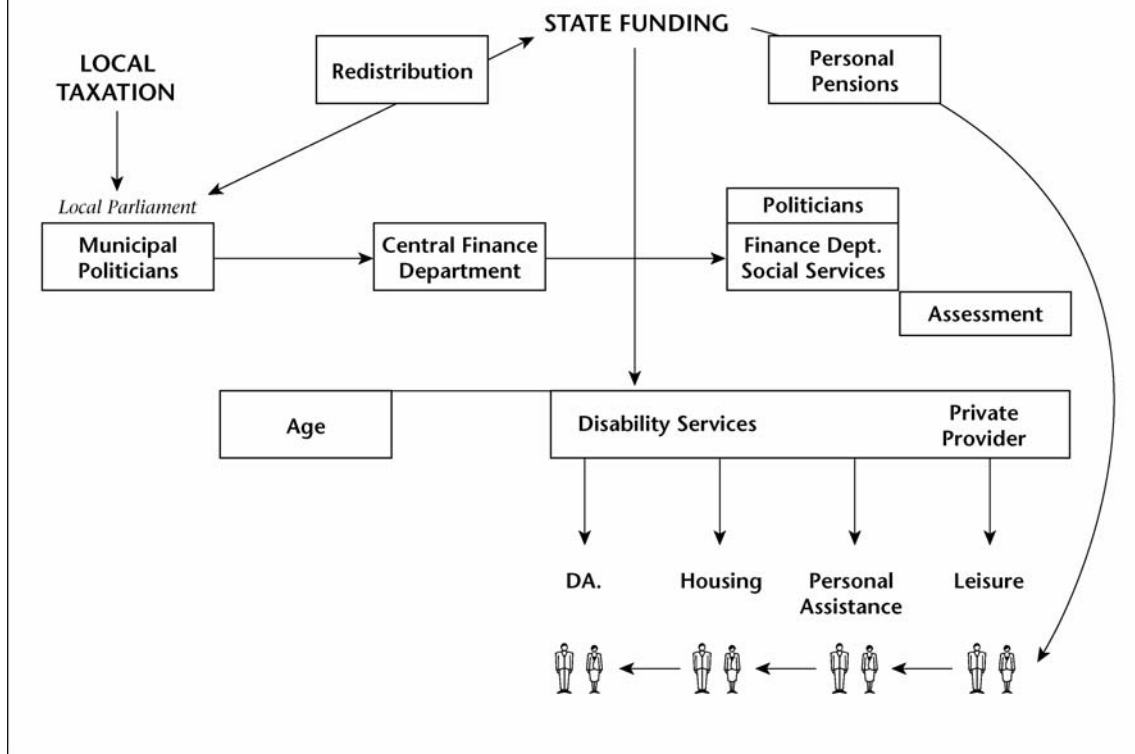 STATE FUNDING
LOCAL
TAXATION
Redistribution
Personal
Pensions
Local Parliament
Municipal
Politicians
Central Finance
Department
Politicians
Finance Dept.
Social Services
Assessment
Age
Disability Services
Private
Provider
DA.
Housing
Personal
Assistance
Leisure